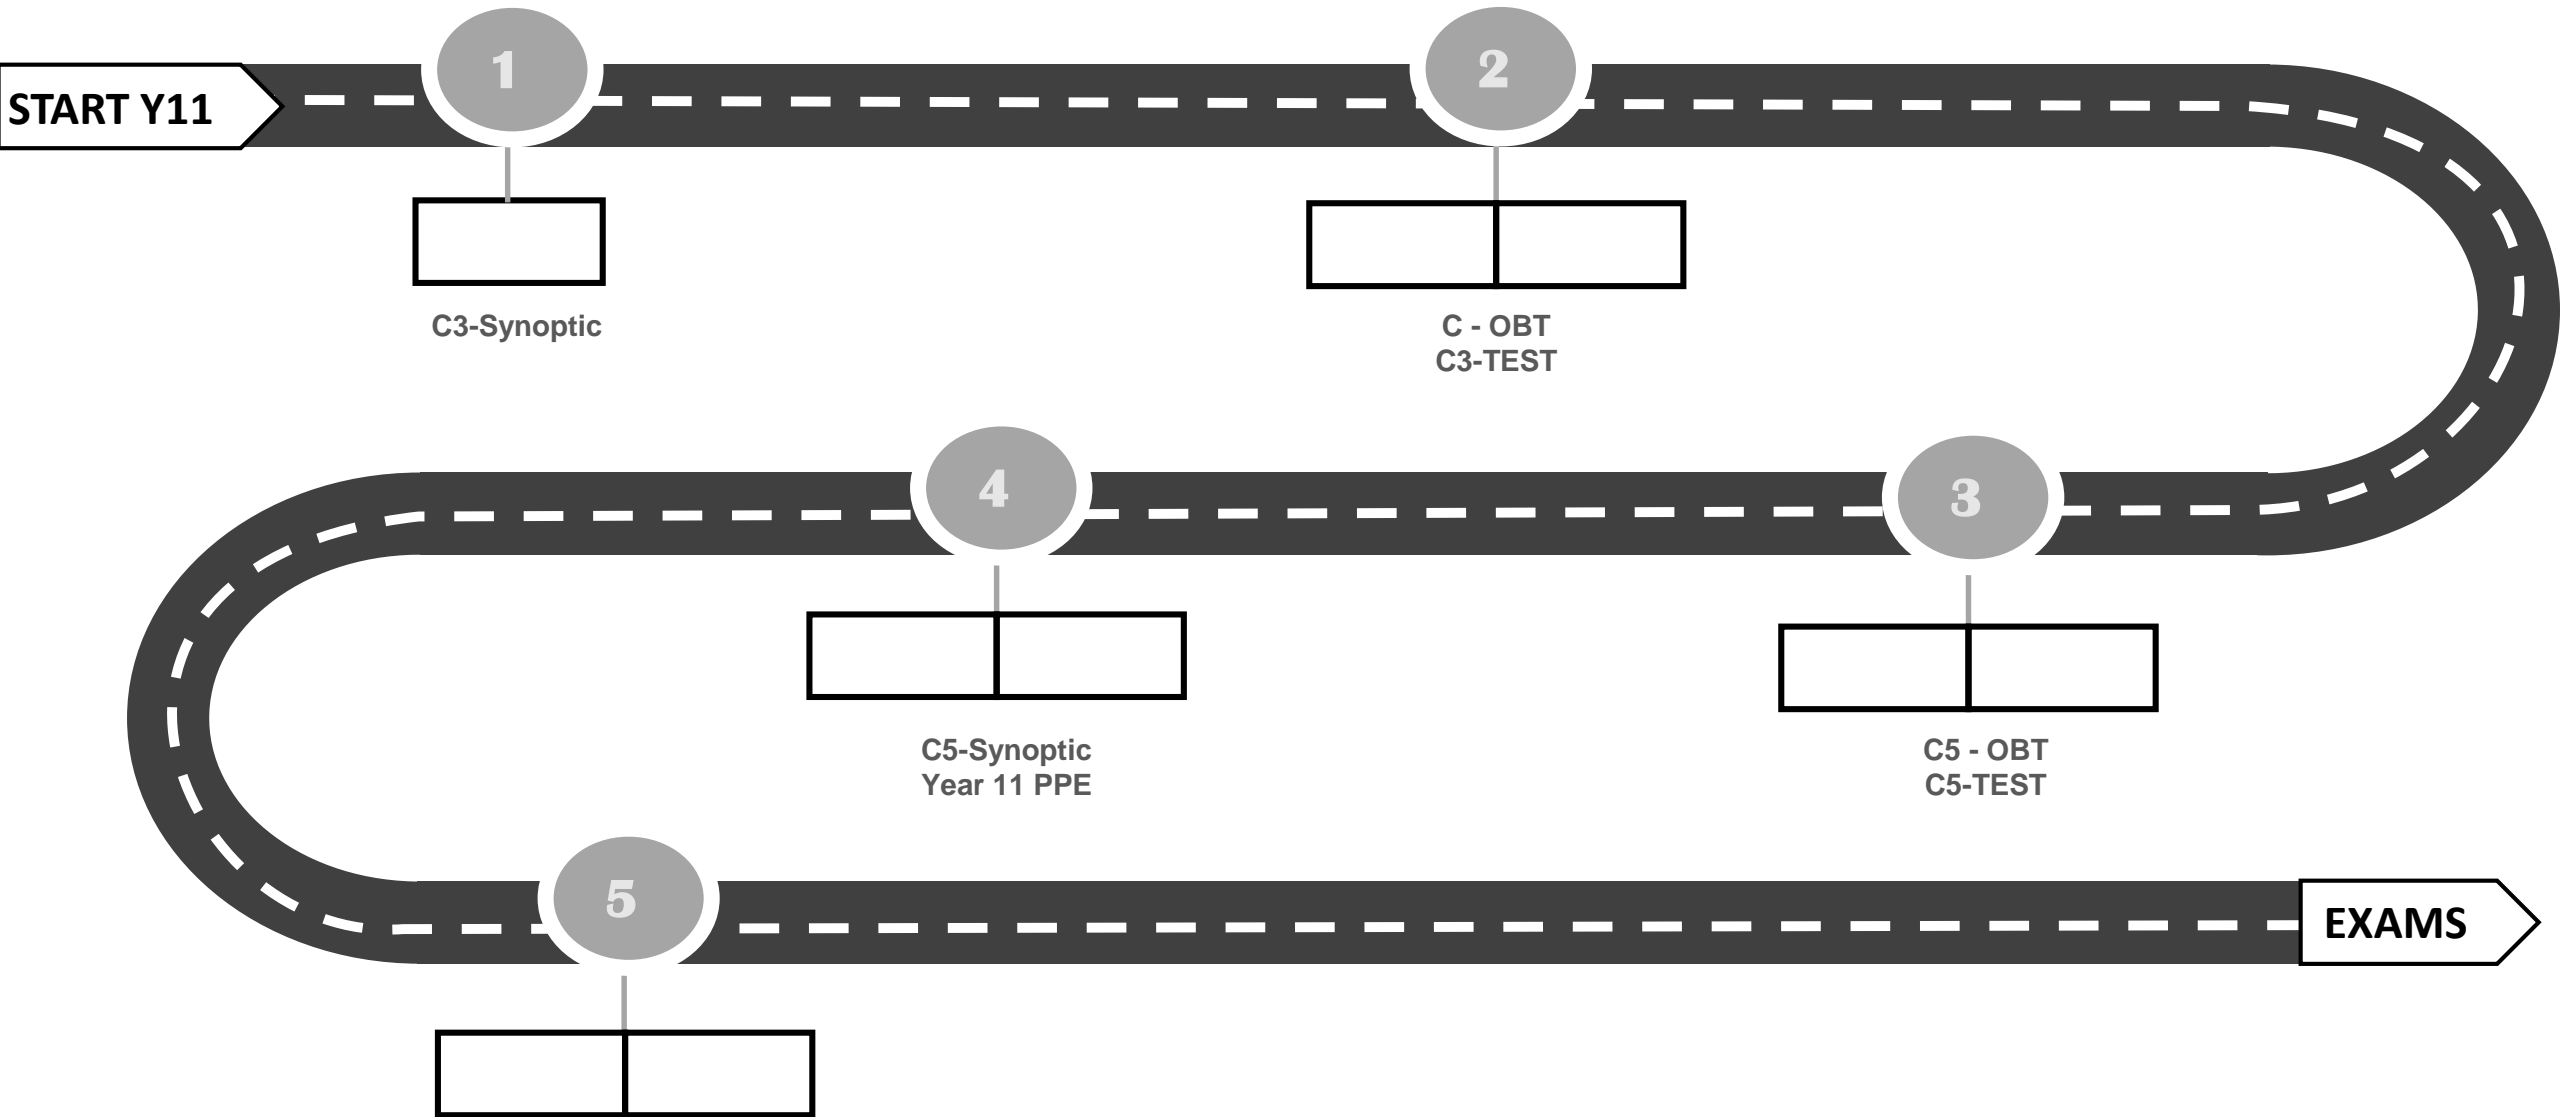 START Y11
1
2
C3-Synoptic
C - OBT
C3-TEST
3
4
C5 - OBT
C5-TEST
C5-Synoptic
Year 11 PPE
5
EXAMS